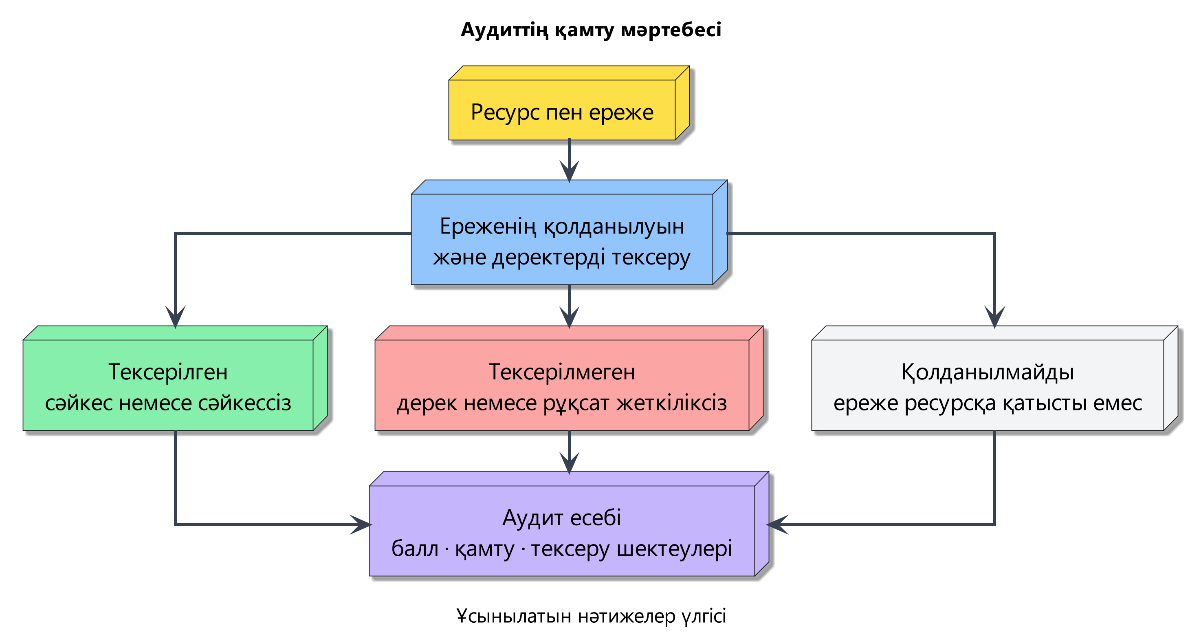 Аудиттің қамту мәртебесі
Ресурс пен ереже
Ереженің қолданылуын
және деректерді тексеру
Тексерілген
сәйкес немесе сәйкессіз
Тексерілмеген
дерек немесе рұқсат жеткіліксіз
Қолданылмайды
ереже ресурсқа қатысты емес
Аудит есебі
балл · қамту · тексеру шектеулері
Ұсынылатын нәтижелер үлгісі